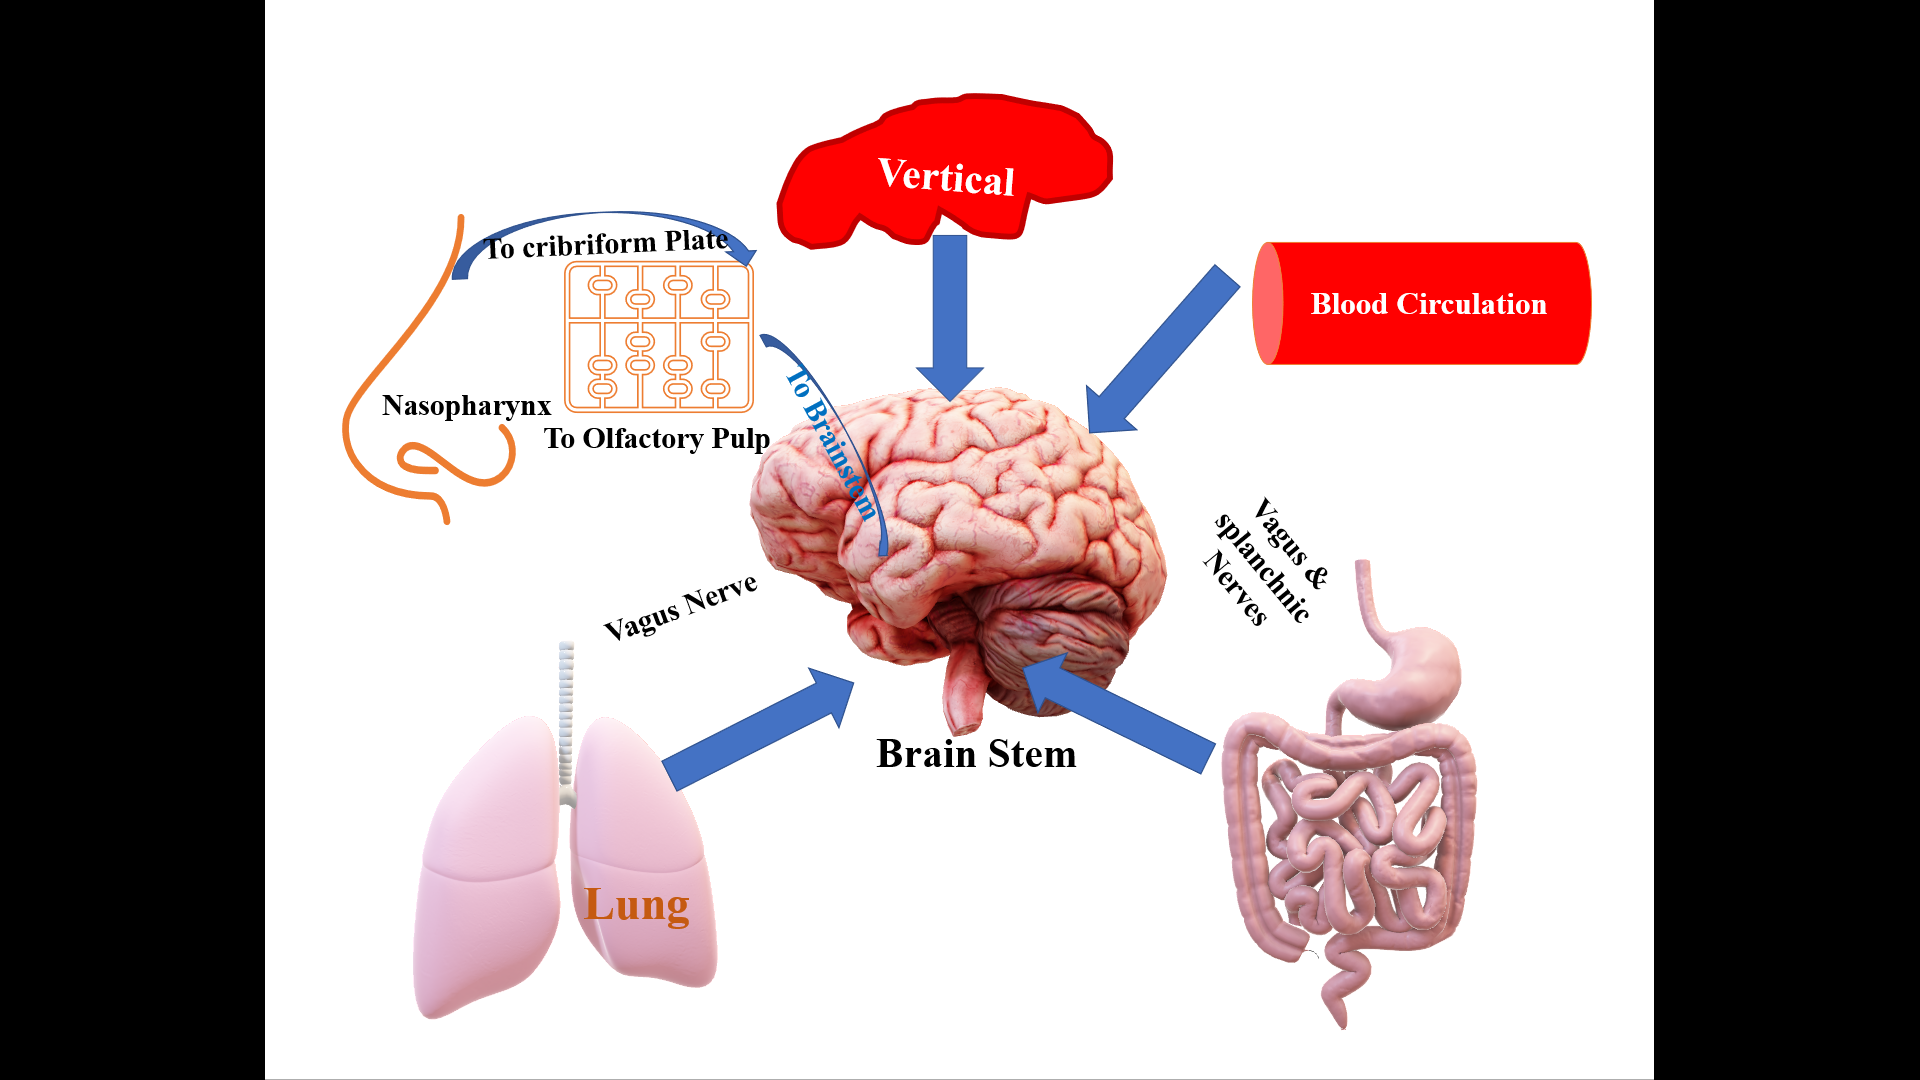 Vertical
To cribriform Plate
Blood Circulation
Nasopharynx
To Olfactory Pulp
To Brainstem
Vagus &
splanchnic
Nerves
Vagus Nerve
Brain Stem
Lung